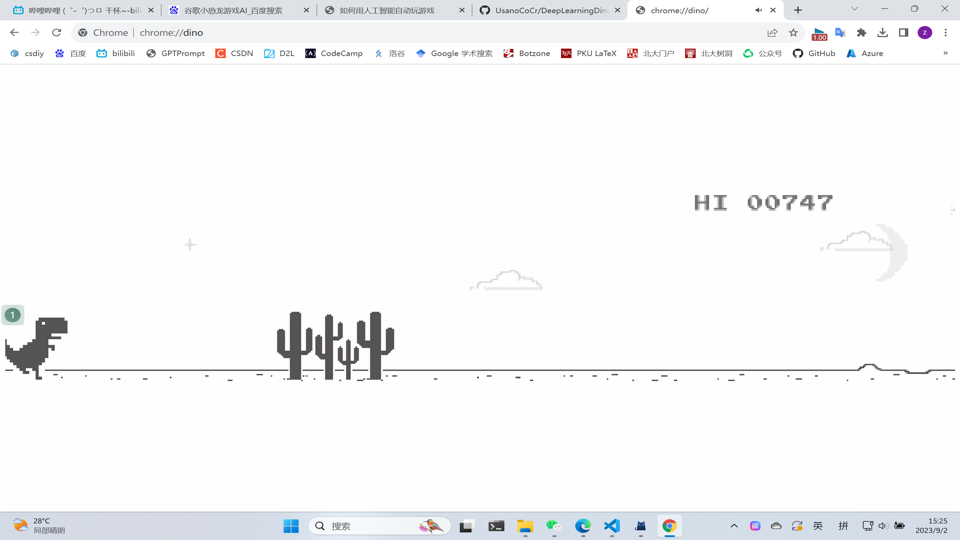 哔哩哔哩 (゜-゜)つロ 干杯~-bili
谷歌小恐龙游戏AI_百度搜索
如何用人工智能自动玩游戏
UsanoCoCr/DeepLearningDin
chrome://dino/
Chrome | chrome://dino
1.00
z
csdiy
百度
bilibili
GPTPrompt
CSDN
D2L
CodeCamp
洛谷
Google 学术搜索
Botzone
PKU LaTeX
北大门户
北大树洞
公众号
GitHub
Azure
»
HI 00747
1
28°C
局部晴朗
搜索
英
拼
15:25
2023/9/2